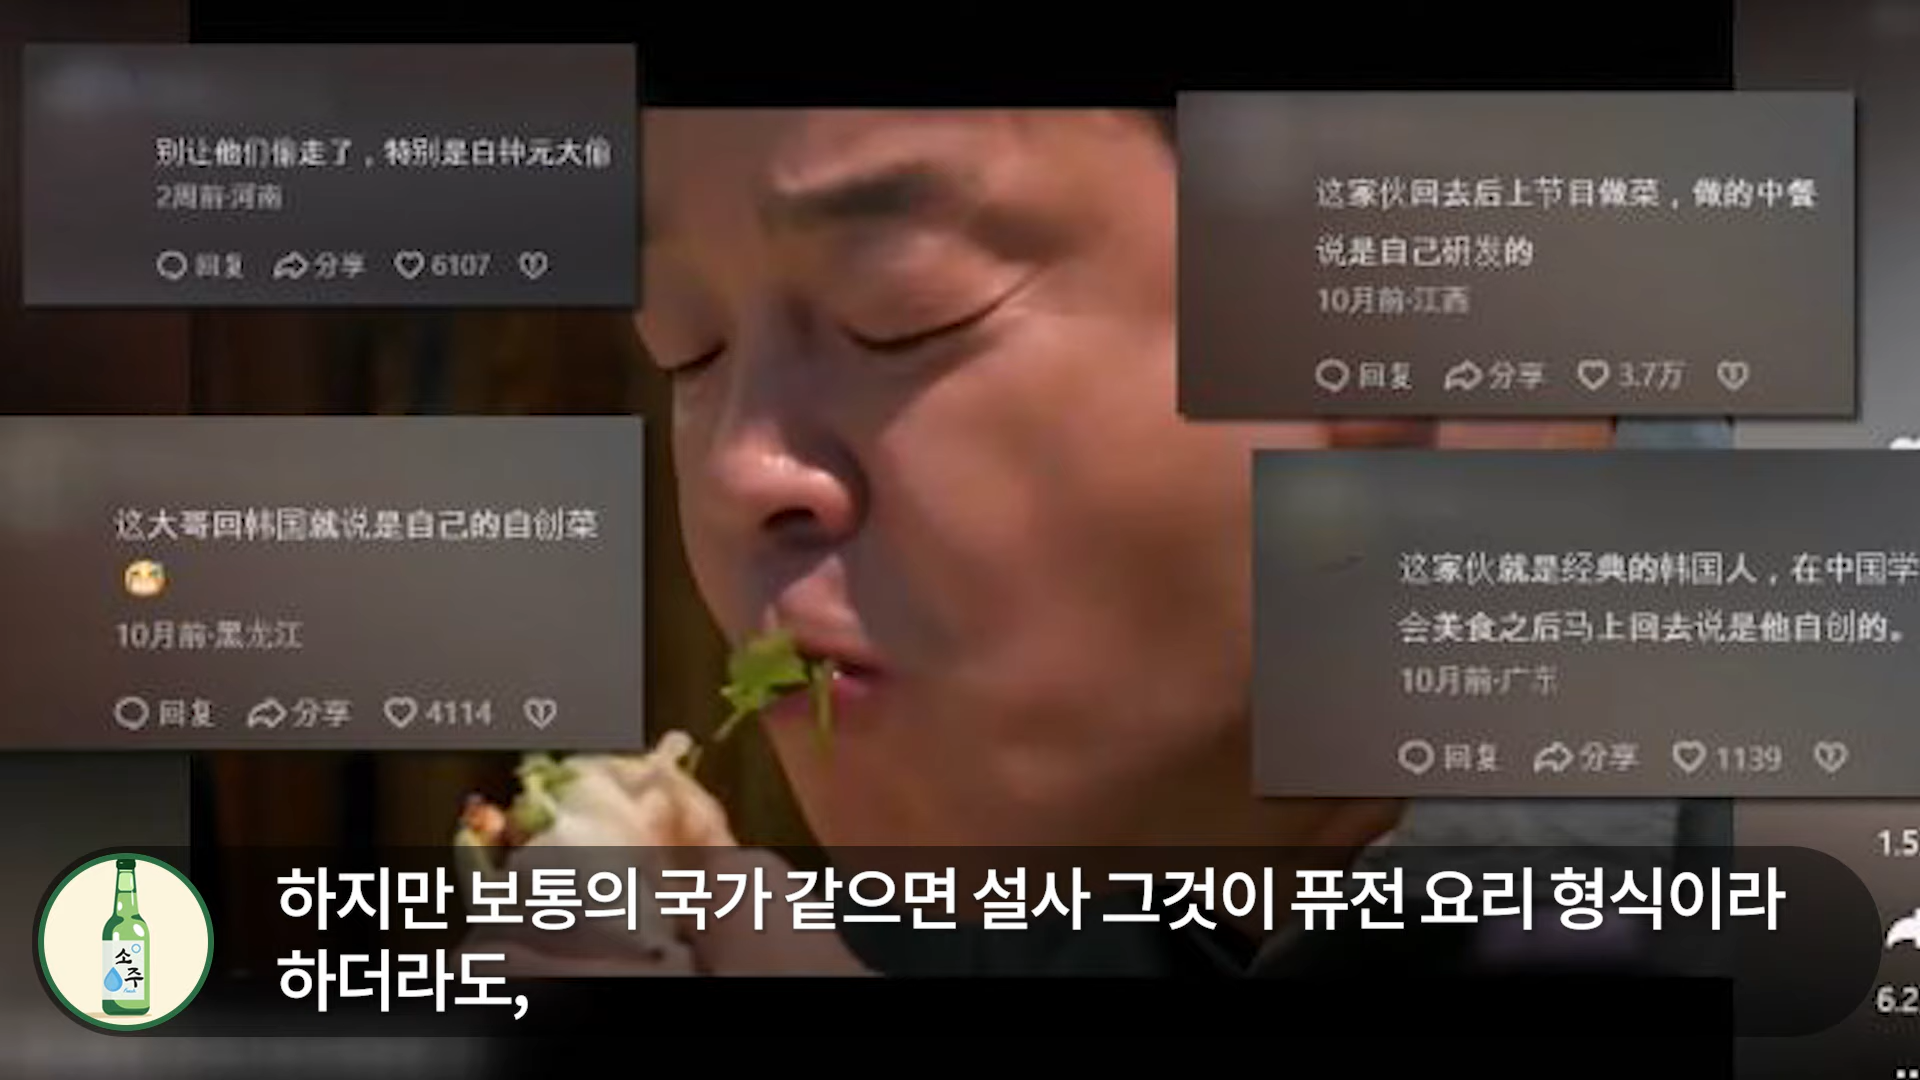 别让他们偷走了，特别是白钟元大偷
2周前·河南
回复 分享 6107
这家伙回去后上节目做菜，做的中餐
说是自己研发的
10月前·江西
回复 分享 3.7万
这大哥回韩国就说是自己的自创菜
10月前·黑龙江
回复 分享 4114
这家伙就是经典的韩国人，在中国学
会美食之后马上回去说是他自创的。
10月前·广东
回复 分享 1139
1.5
6.2
소주
하지만 보통의 국가 같으면 설사 그것이 퓨전 요리 형식이라
하더라도,